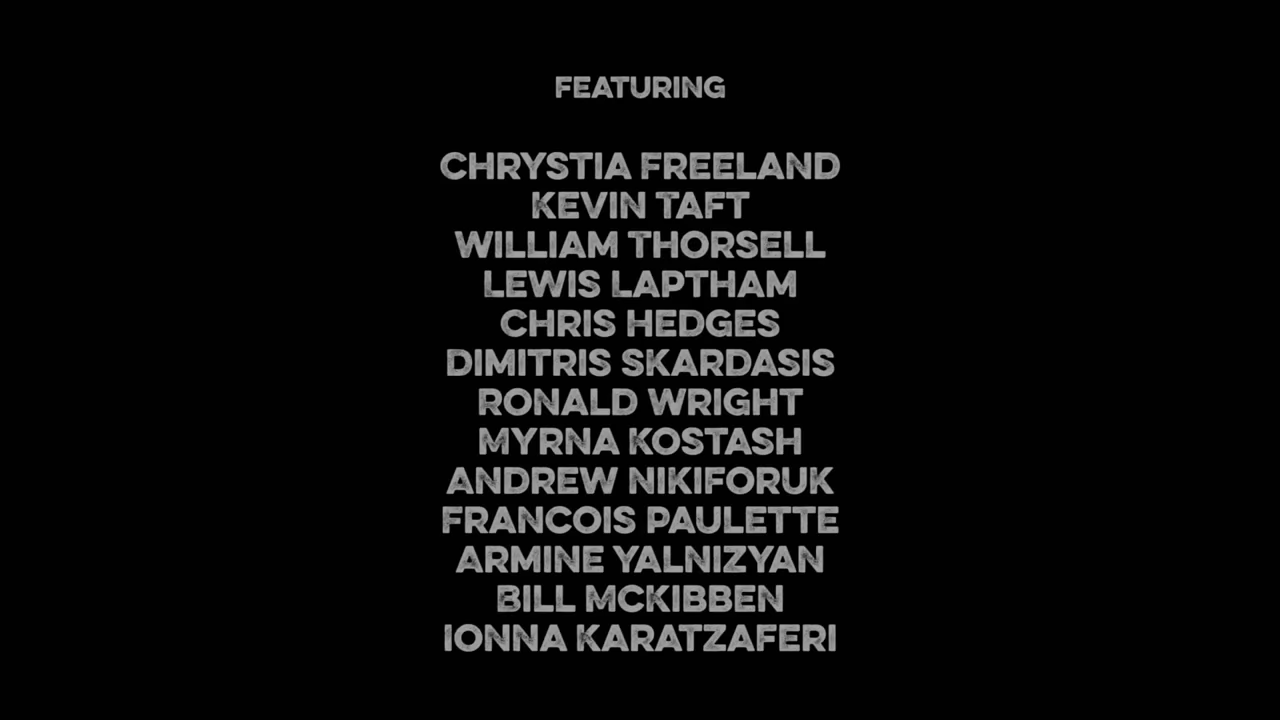 FEATURING
CHRYSTIA FREELAND
KEVIN TAFT
WILLIAM THORSELL
LEWIS LAPTHAM
CHRIS HEDGES
DIMITRIS SKARDASIS
RONALD WRIGHT
MYRNA KOSTASH
ANDREW NIKIFORUK
FRANCOIS PAULETTE
ARMINE YALNIZYAN
BILL MCKIBBEN
IONNA KARATZAFERI